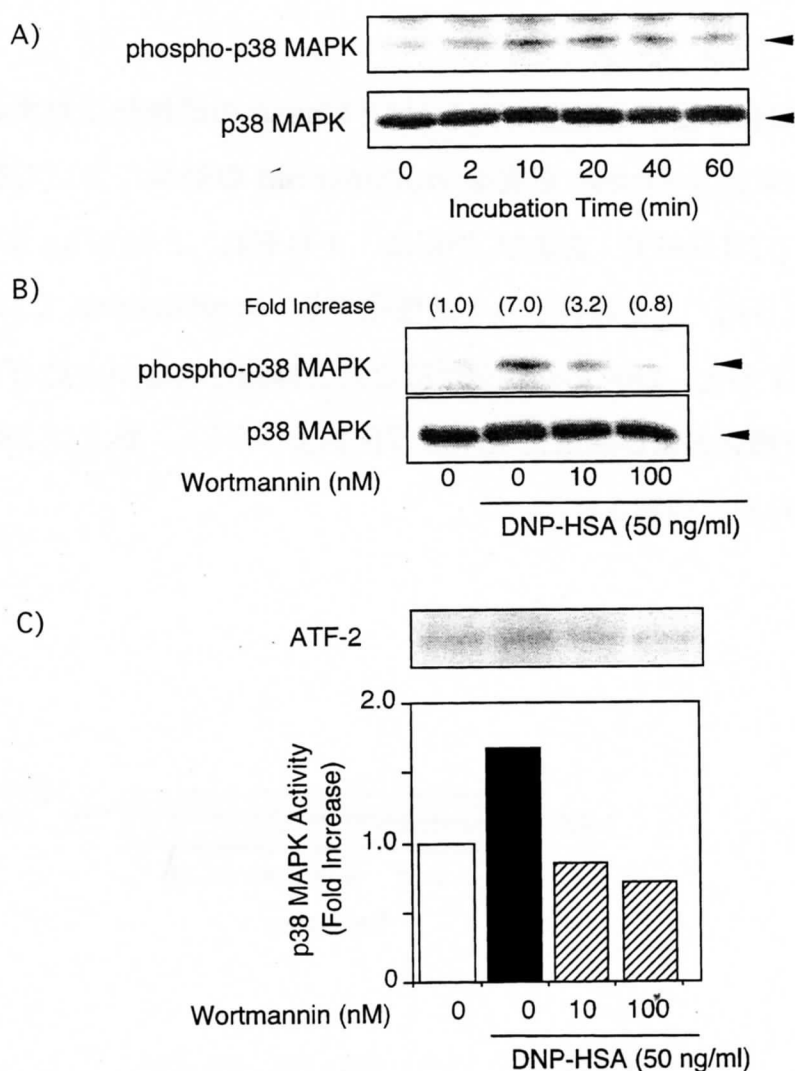 A)
phospho-p38 MAPK
p38 MAPK
0 2 10 20 40 60
Incubation Time (min)
B)
Fold Increase (1.0) (7.0) (3.2) (0.8)
phospho-p38 MAPK
p38 MAPK
Wortmannin (nM) 0 0 10 100
DNP-HSA (50 ng/ml)
C)
ATF-2
2.0
1.0
0
p38 MAPK Activity
(Fold Increase)
Wortmannin (nM) 0 0 10 100
DNP-HSA (50 ng/ml)